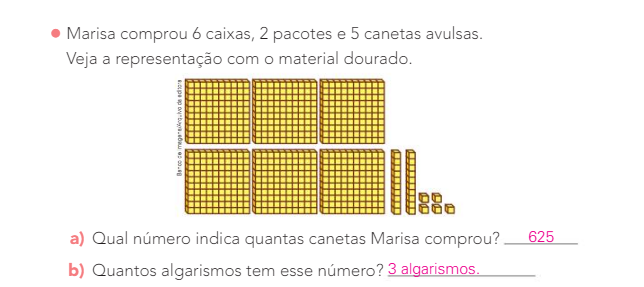 Marisa comprou 6 caixas, 2 pacotes e 5 canetas avulsas.
Veja a representação com o material dourado.
Banco de imagens/Arquivo da editora
a) Qual número indica quantas canetas Marisa comprou? 625
b) Quantos algarismos tem esse número? 3 algarismos.